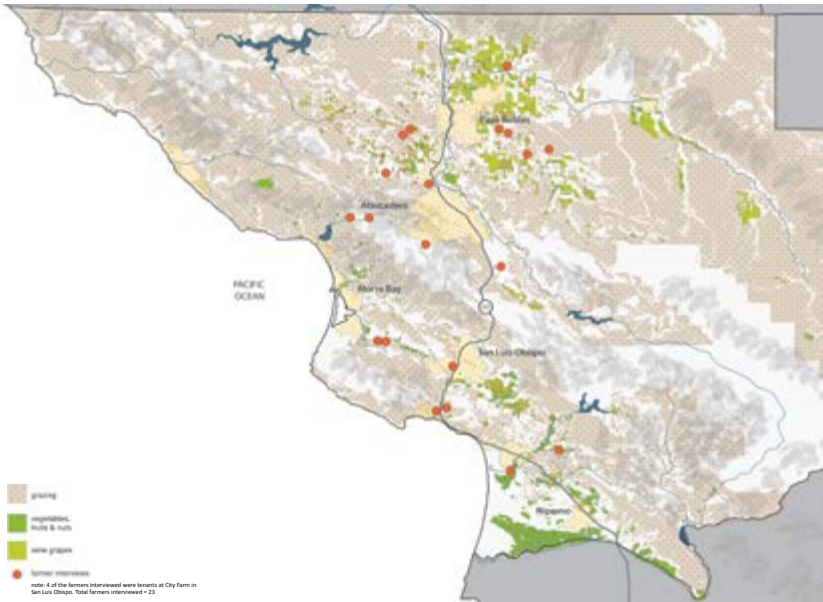 Paso Robles
Atascadero
PACIFIC
OCEAN
Morro Bay
San Luis Obispo
Nipomo
grazing
vegetables,
fruits & nuts
wine grapes
farmer interviews
note: 4 of the farmers interviewed were tenants at City Farm in
San Luis Obispo. Total farmers interviewed = 23